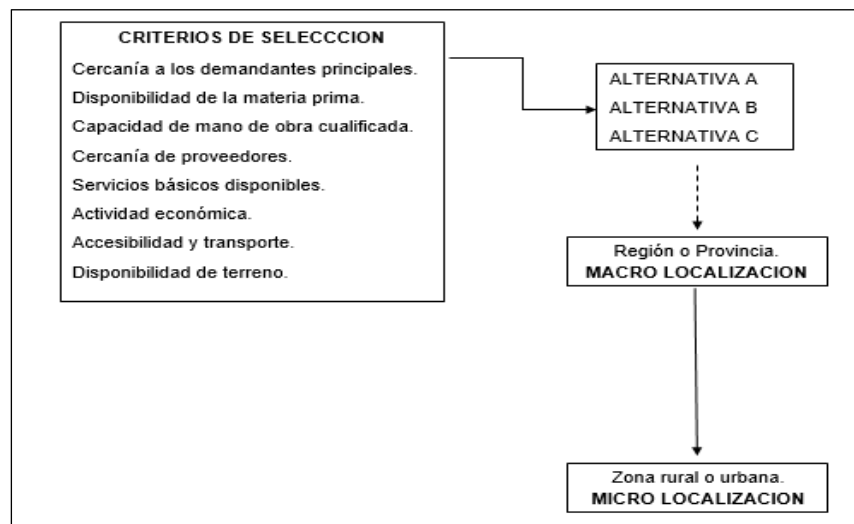 CRITERIOS DE SELECCCION
Cercanía a los demandantes principales.
Disponibilidad de la materia prima.
Capacidad de mano de obra cualificada.
Cercanía de proveedores.
Servicios básicos disponibles.
Actividad económica.
Accesibilidad y transporte.
Disponibilidad de terreno.
ALTERNATIVA A
ALTERNATIVA B
ALTERNATIVA C
Región o Provincia.
MACRO LOCALIZACION
Zona rural o urbana.
MICRO LOCALIZACION